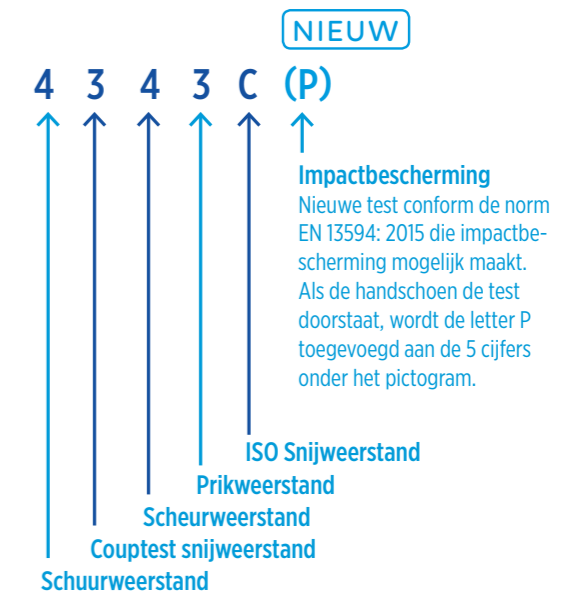 NIEUW
4 3 4 3 C (P)
Impactbescherming
Nieuwe test conform de norm
EN 13594: 2015 die impactbe-
scherming mogelijk maakt.
Als de handschoen de test
doorstaat, wordt de letter P
toegevoegd aan de 5 cijfers
onder het pictogram.
ISO Snijweerstand
Prikweerstand
Scheurweerstand
Couptest snijweerstand
Schuurweerstand